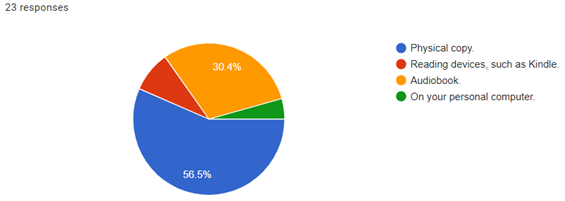 23 responses
30.4%
56.5%
Physical copy.
Reading devices, such as Kindle.
Audiobook.
On your personal computer.